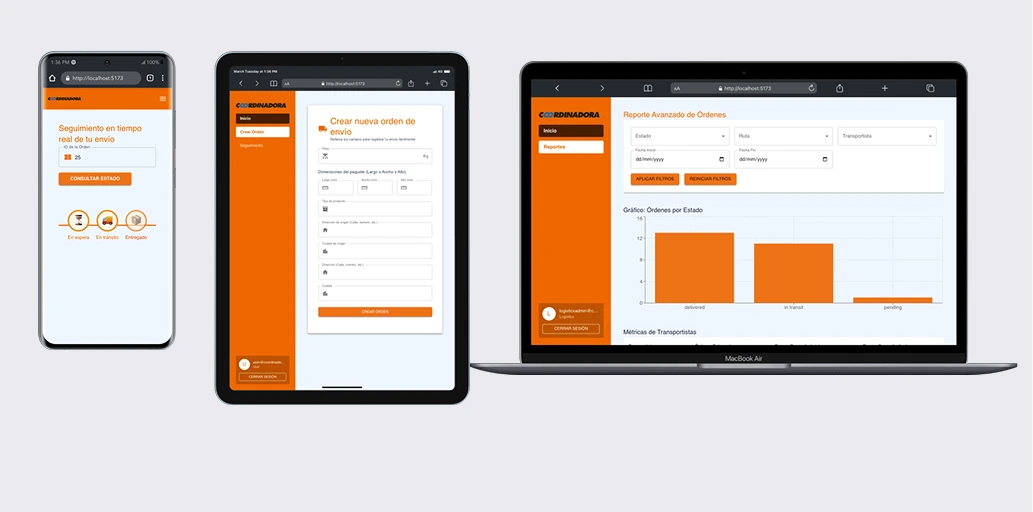 1:36 PM
100%
http://localhost:5173
COORDINADORA
Seguimiento en tiempo
real de tu envío
ID de la Orden
25
CONSULTAR ESTADO
En espera
En tránsito
Entregado
March Tuesday at 1:36 PM
4G
AA
http://localhost:5173
COORDINADORA
Inicio
Crear Orden
Seguimiento
Crear nueva orden de
envío
Rellena los campos para registrar tu envío fácilmente
Peso
Kg
Dimensiones del paquete (Largo x Ancho x Alto)
Largo (cm)
Ancho (cm)
Alto (cm)
Tipo de producto
Dirección de origen (Calle, número, etc.)
Ciudad de origen
Dirección (Calle, número, etc.)
Ciudad
CREAR ORDEN
U
CERRAR SESIÓN
AA
http://localhost:5173
COORDINADORA
Inicio
Reportes
Reporte Avanzado de Órdenes
Estado
Ruta
Transportista
Fecha Inicio
dd/mm/yyyy
Fecha Fin
dd/mm/yyyy
APLICAR FILTROS
REINICIAR FILTROS
Gráfico: Órdenes por Estado
16
12
8
4
0
delivered
in transit
pending
Métricas de Transportistas
L
CERRAR SESIÓN
MacBook Air